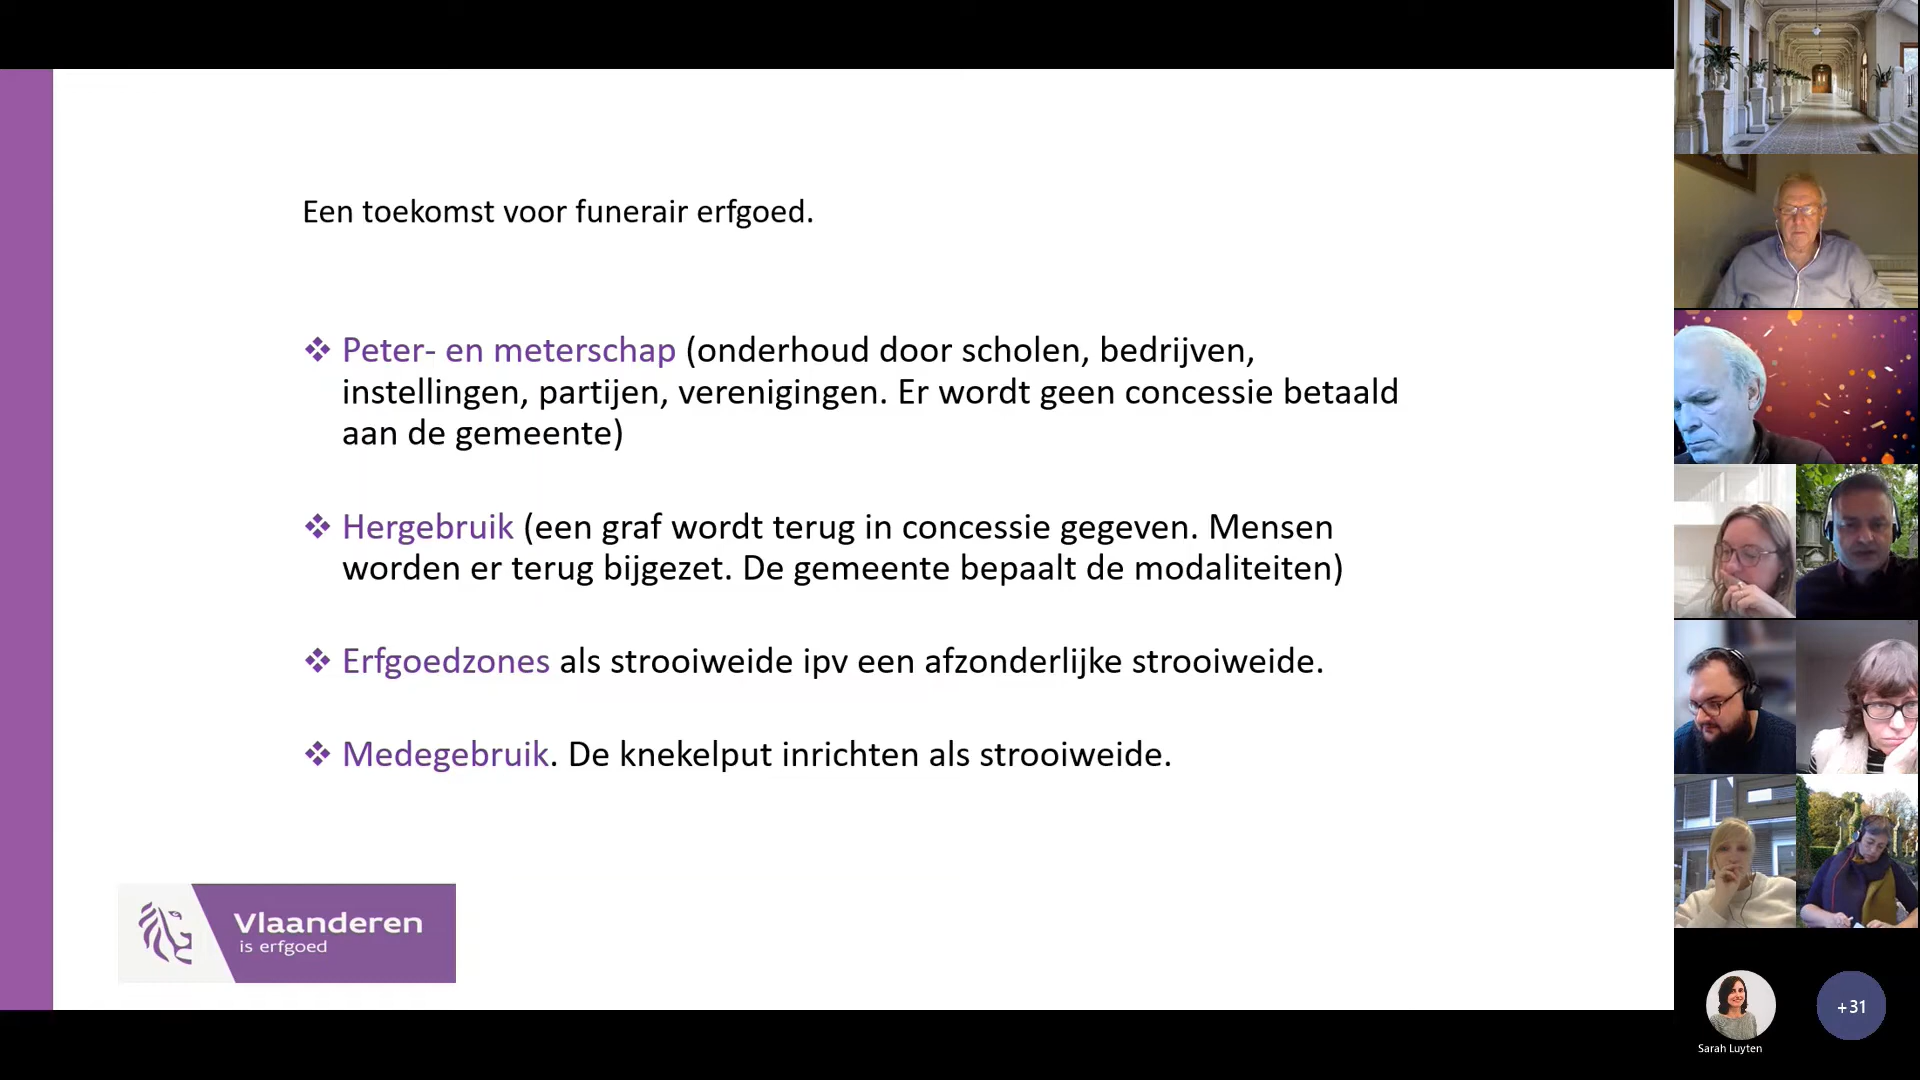 Een toekomst voor funerair erfgoed.
❖ Peter- en meterschap (onderhoud door scholen, bedrijven,
instellingen, partijen, verenigingen. Er wordt geen concessie betaald
aan de gemeente)
❖ Hergebruik (een graf wordt terug in concessie gegeven. Mensen
worden er terug bijgezet. De gemeente bepaalt de modaliteiten)
❖ Erfgoedzones als strooiweide ipv een afzonderlijke strooiweide.
❖ Medegebruik. De knekelput inrichten als strooiweide.
Vlaanderen
is erfgoed
+31
Sarah Luyten